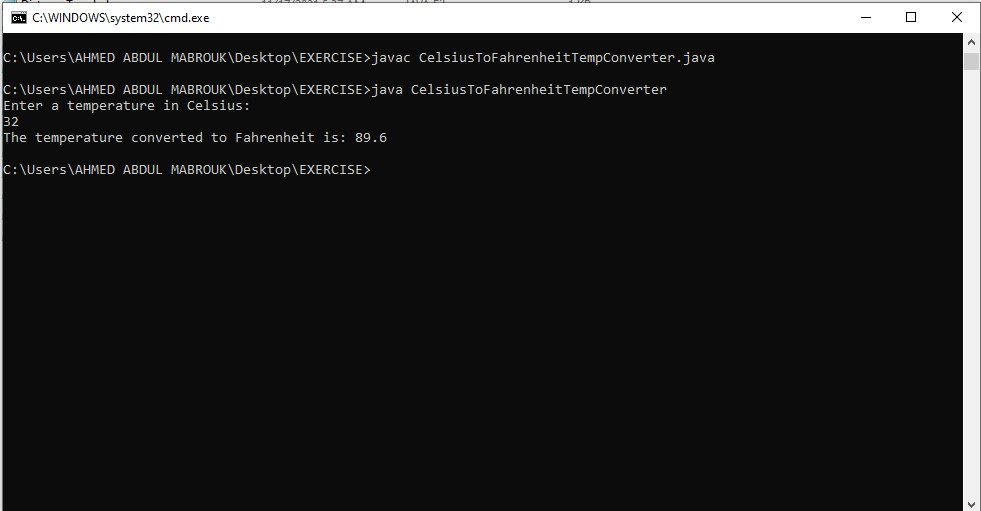 C:\WINDOWS\system32\cmd.exe
C:\Users\AHMED ABDUL MABROUK\Desktop\EXERCISE>javac CelsiusToFahrenheitTempConverter.java
C:\Users\AHMED ABDUL MABROUK\Desktop\EXERCISE>java CelsiusToFahrenheitTempConverter
Enter a temperature in Celsius:
32
The temperature converted to Fahrenheit is: 89.6
C:\Users\AHMED ABDUL MABROUK\Desktop\EXERCISE>